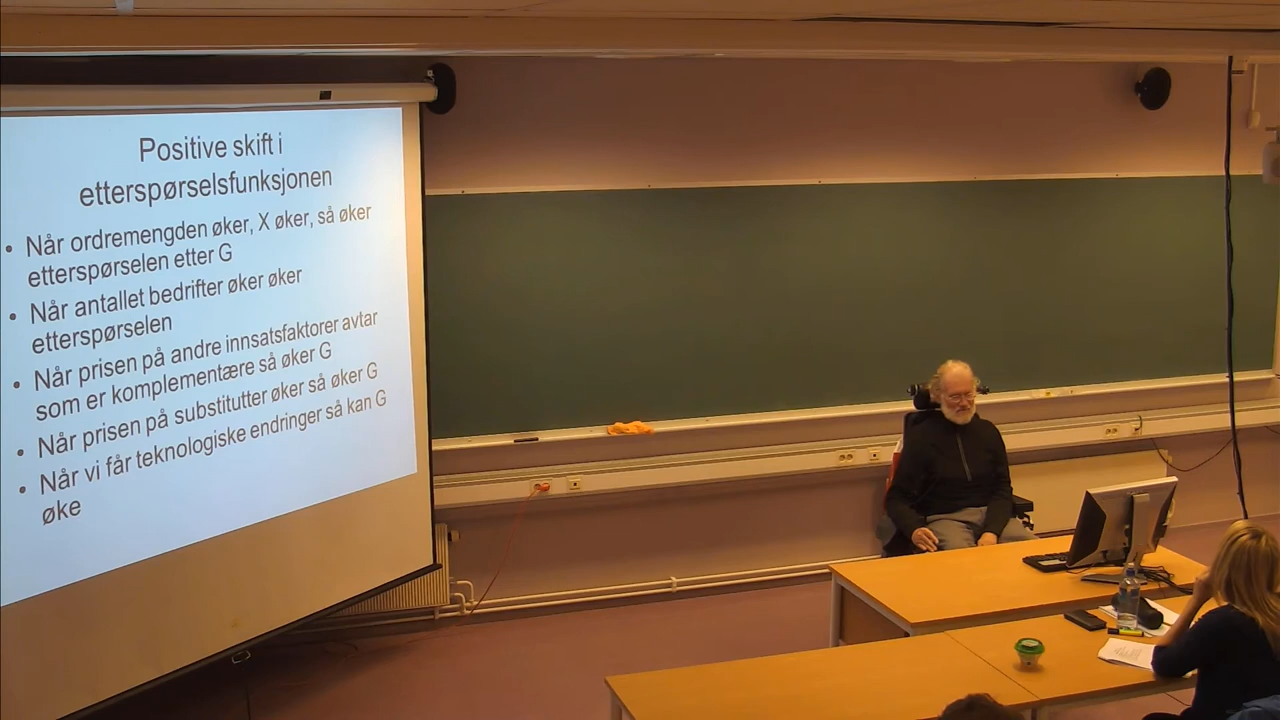 Positive skift i
etterspørselsfunksjonen
• Når ordremengden øker, X øker, så øker
etterspørselen etter G
• Når antallet bedrifter øker øker
etterspørselen
• Når prisen på andre innsatsfaktorer avtar
som er komplementære så øker G
• Når prisen på substitutter øker så øker G
• Når vi får teknologiske endringer så kan G
øke